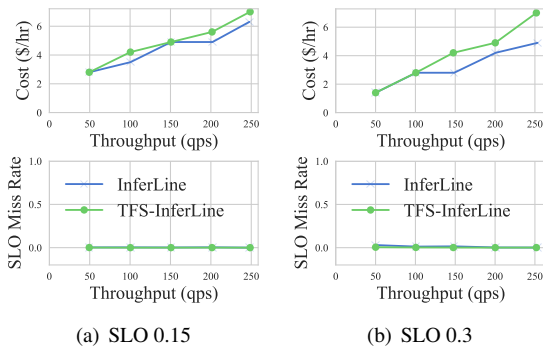 Cost ($/hr)
6
4
2
0
0 50 100 150 200 250
Throughput (qps)
SLO Miss Rate
1.0
0.5
0.0
InferLine
TFS-InferLine
0 50 100 150 200 250
Throughput (qps)
(a) SLO 0.15
Cost ($/hr)
6
4
2
0
0 50 100 150 200 250
Throughput (qps)
SLO Miss Rate
1.0
0.5
0.0
InferLine
TFS-InferLine
0 50 100 150 200 250
Throughput (qps)
(b) SLO 0.3